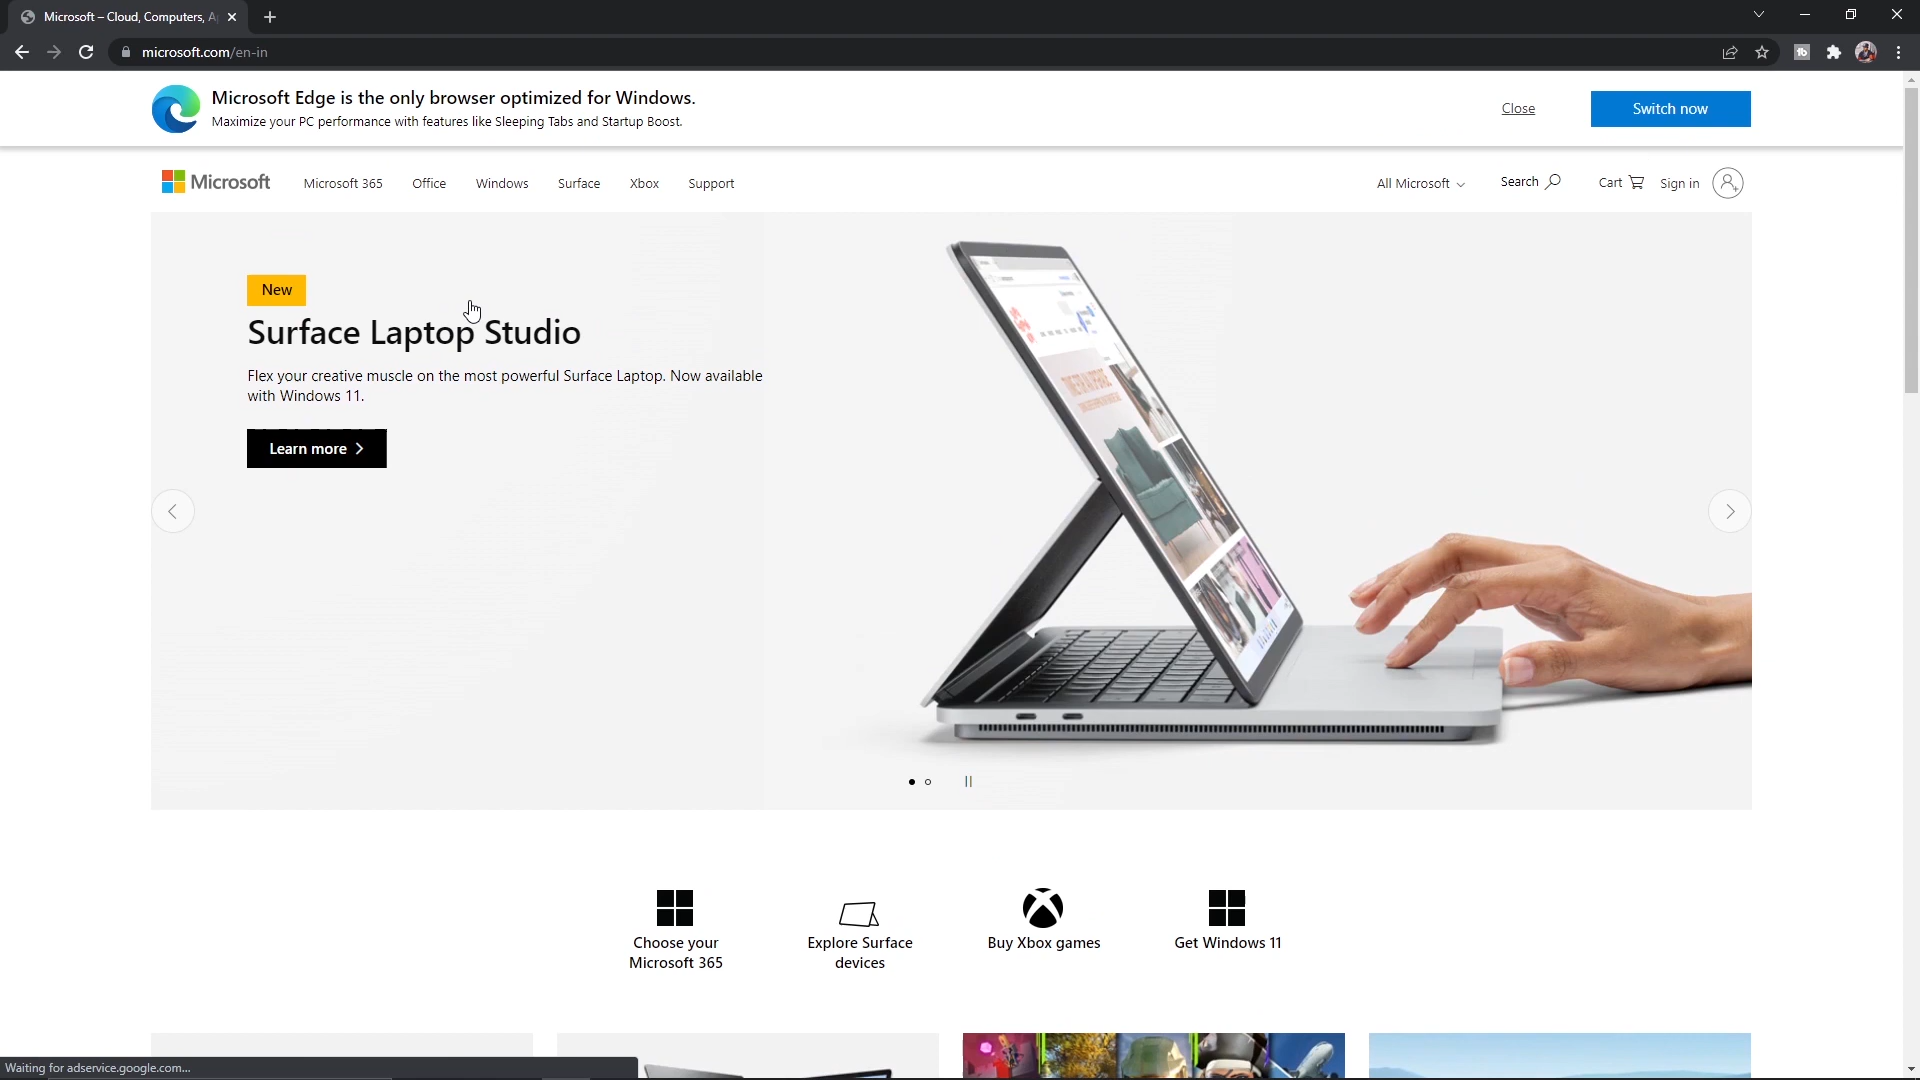 Microsoft – Cloud, Computers, A
microsoft.com/en-in
Microsoft Edge is the only browser optimized for Windows.
Maximize your PC performance with features like Sleeping Tabs and Startup Boost.
Close
Switch now
Microsoft
Microsoft 365
Office
Windows
Surface
Xbox
Support
All Microsoft
Search
Cart
Sign in
New
Surface Laptop Studio
Flex your creative muscle on the most powerful Surface Laptop. Now available
with Windows 11.
Learn more
Choose your
Microsoft 365
Explore Surface
devices
Buy Xbox games
Get Windows 11
Waiting for adservice.google.com...